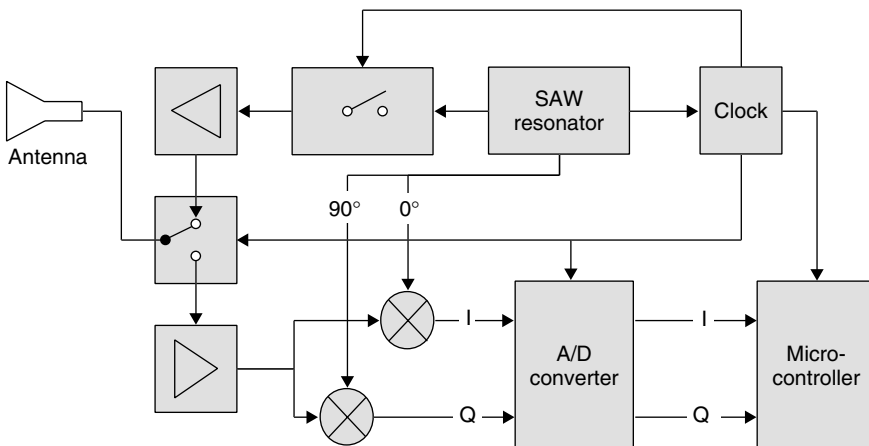 SAW
resonator
Clock
Antenna
90°
0°
I
I
A/D
converter
Micro-
controller
Q
Q